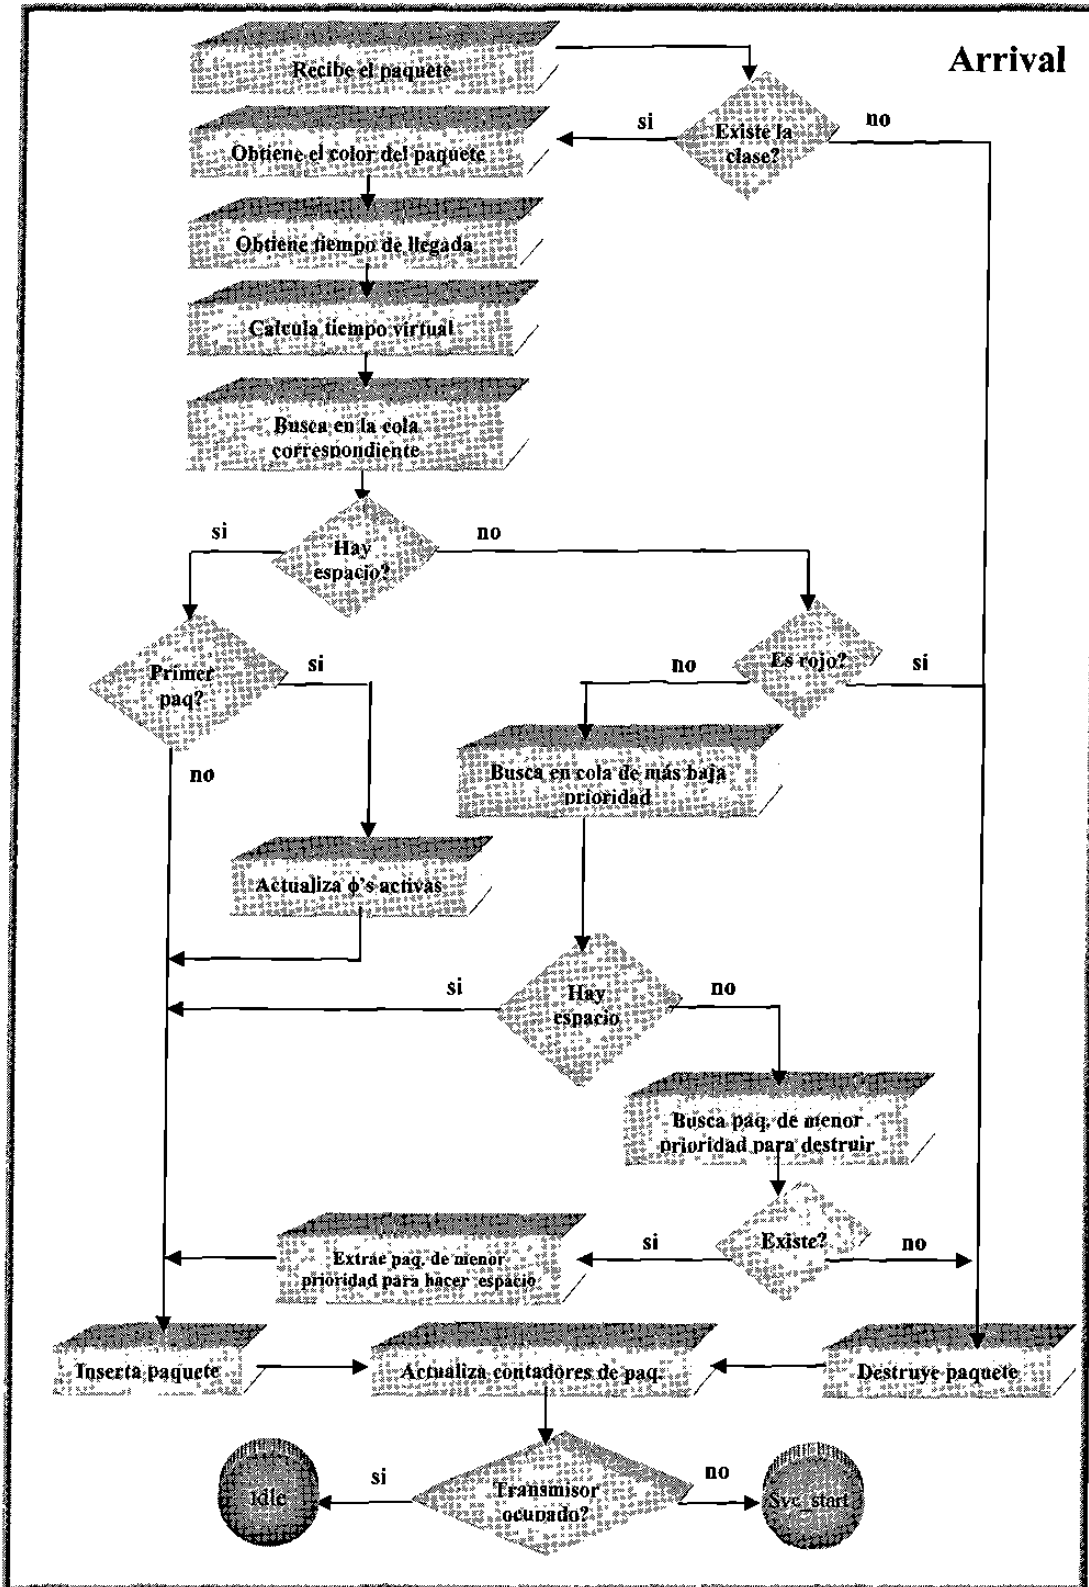 Arrival
Recibe el paquete
Existe la
clase?
si
no
Obtiene el color del paquete
Obtiene tiempo de llegada
Calcula tiempo virtual
Busca en la cola
correspondiente
Hay
espacio?
si
no
Primer
paq?
si
no
Es rojo?
no
si
Busca en cola de más baja
prioridad
Actualiza ϕ's activas
Hay
espacio
si
no
Busca paq. de menor
prioridad para destruir
Existe?
si
no
Extrae paq. de menor
prioridad para hacer espacio
Inserta paquete
Actualiza contadores de paq.
Destruye paquete
Transmisor
ocupado?
si
no
idle
Svc_start